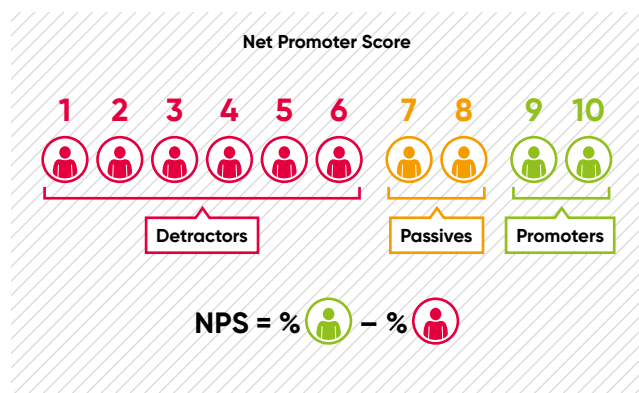 Net Promoter Score
1 2 3 4 5 6 7 8 9 10
Detractors Passives Promoters
NPS = % – %